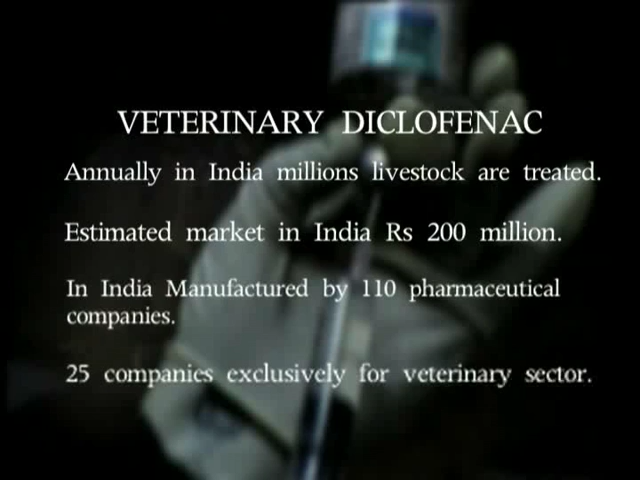 VETERINARY DICLOFENAC
Annually in India millions livestock are treated.
Estimated market in India Rs 200 million.
In India Manufactured by 110 pharmaceutical
companies.
25 companies exclusively for veterinary sector.